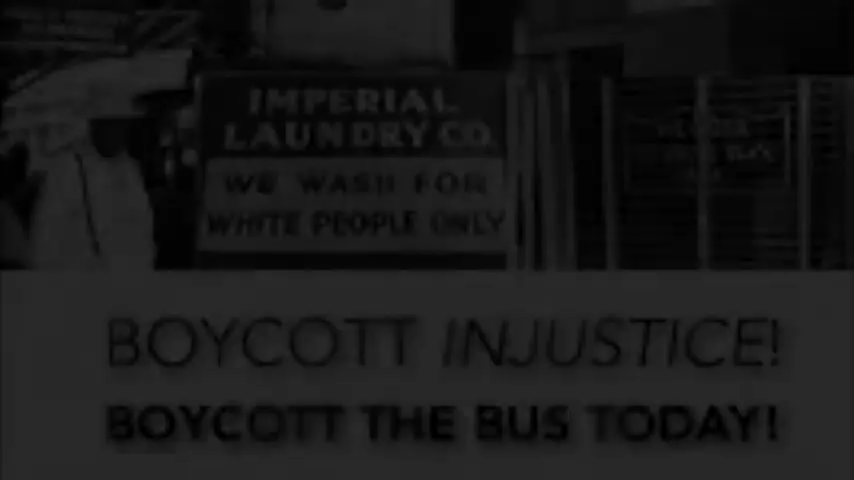 IMPERIAL
LAUNDRY CO.
WE WASH FOR
WHITE PEOPLE ONLY
BOYCOTT INJUSTICE!
BOYCOTT THE BUS TODAY!